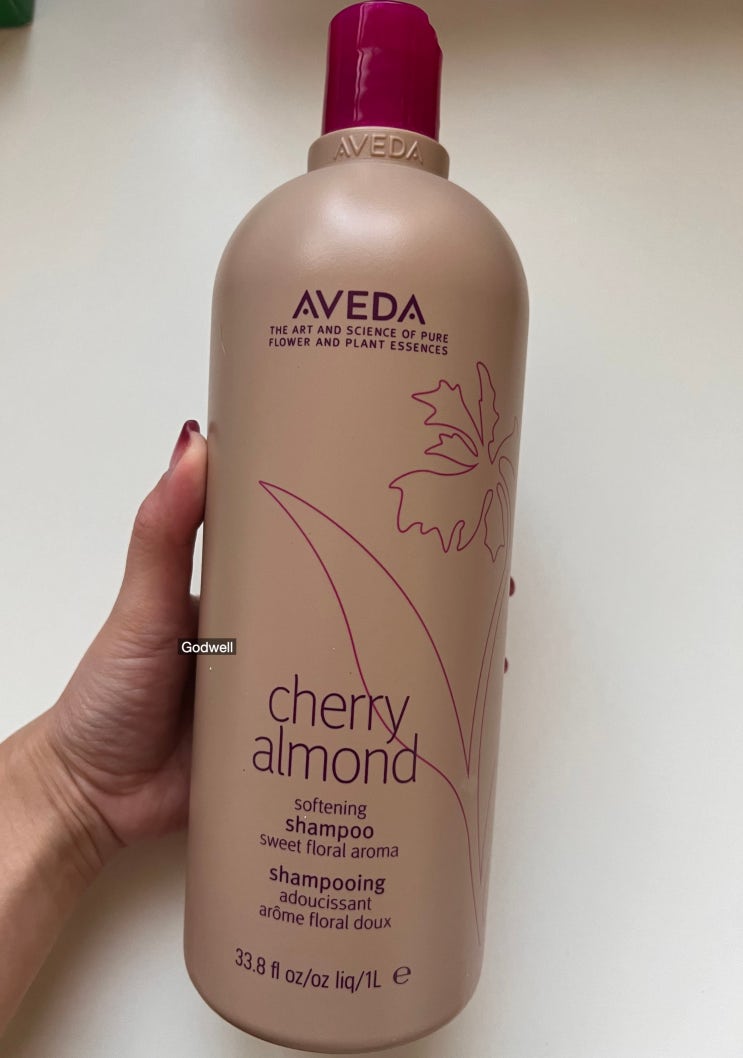 AVEDA
AVEDA
THE ART AND SCIENCE OF PURE
FLOWER AND PLANT ESSENCES
Godwell
cherry
almond
softening
shampoo
sweet floral aroma
shampooing
adoucissant
arôme floral doux
33.8 fl oz/oz liq/1L ℮